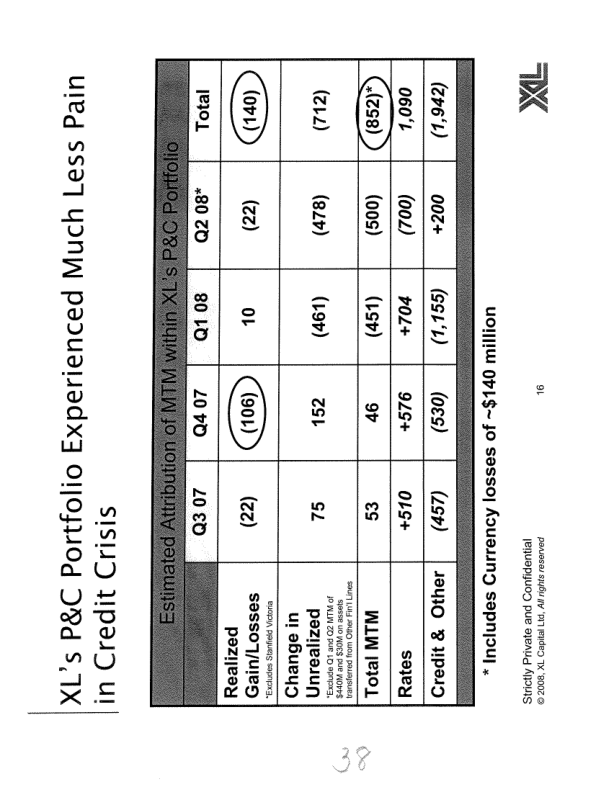 XL's P&C Portfolio Experienced Much Less Pain
in Credit Crisis
Estimated Attribution of MTM within XL's P&C Portfolio
Q3 07 Q4 07 Q1 08 Q2 08* Total
Realized
Gain/Losses (22) (106) 10 (22) (140)
*Excludes Stanfield Victoria
Change in
Unrealized 75 152 (461) (478) (712)
*Exclude Q1 and Q2 MTM of
$440M and $30M on assets
transferred from Other Fin'l Lines
Total MTM 53 46 (451) (500) (852)*
Rates +510 +576 +704 (700) 1,090
Credit & Other (457) (530) (1,155) +200 (1,942)
* Includes Currency losses of ~$140 million
Strictly Private and Confidential
© 2008, XL Capital Ltd, All rights reserved
16
XL
38